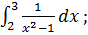 ∫₂³ 1/(x²−1) dx ;